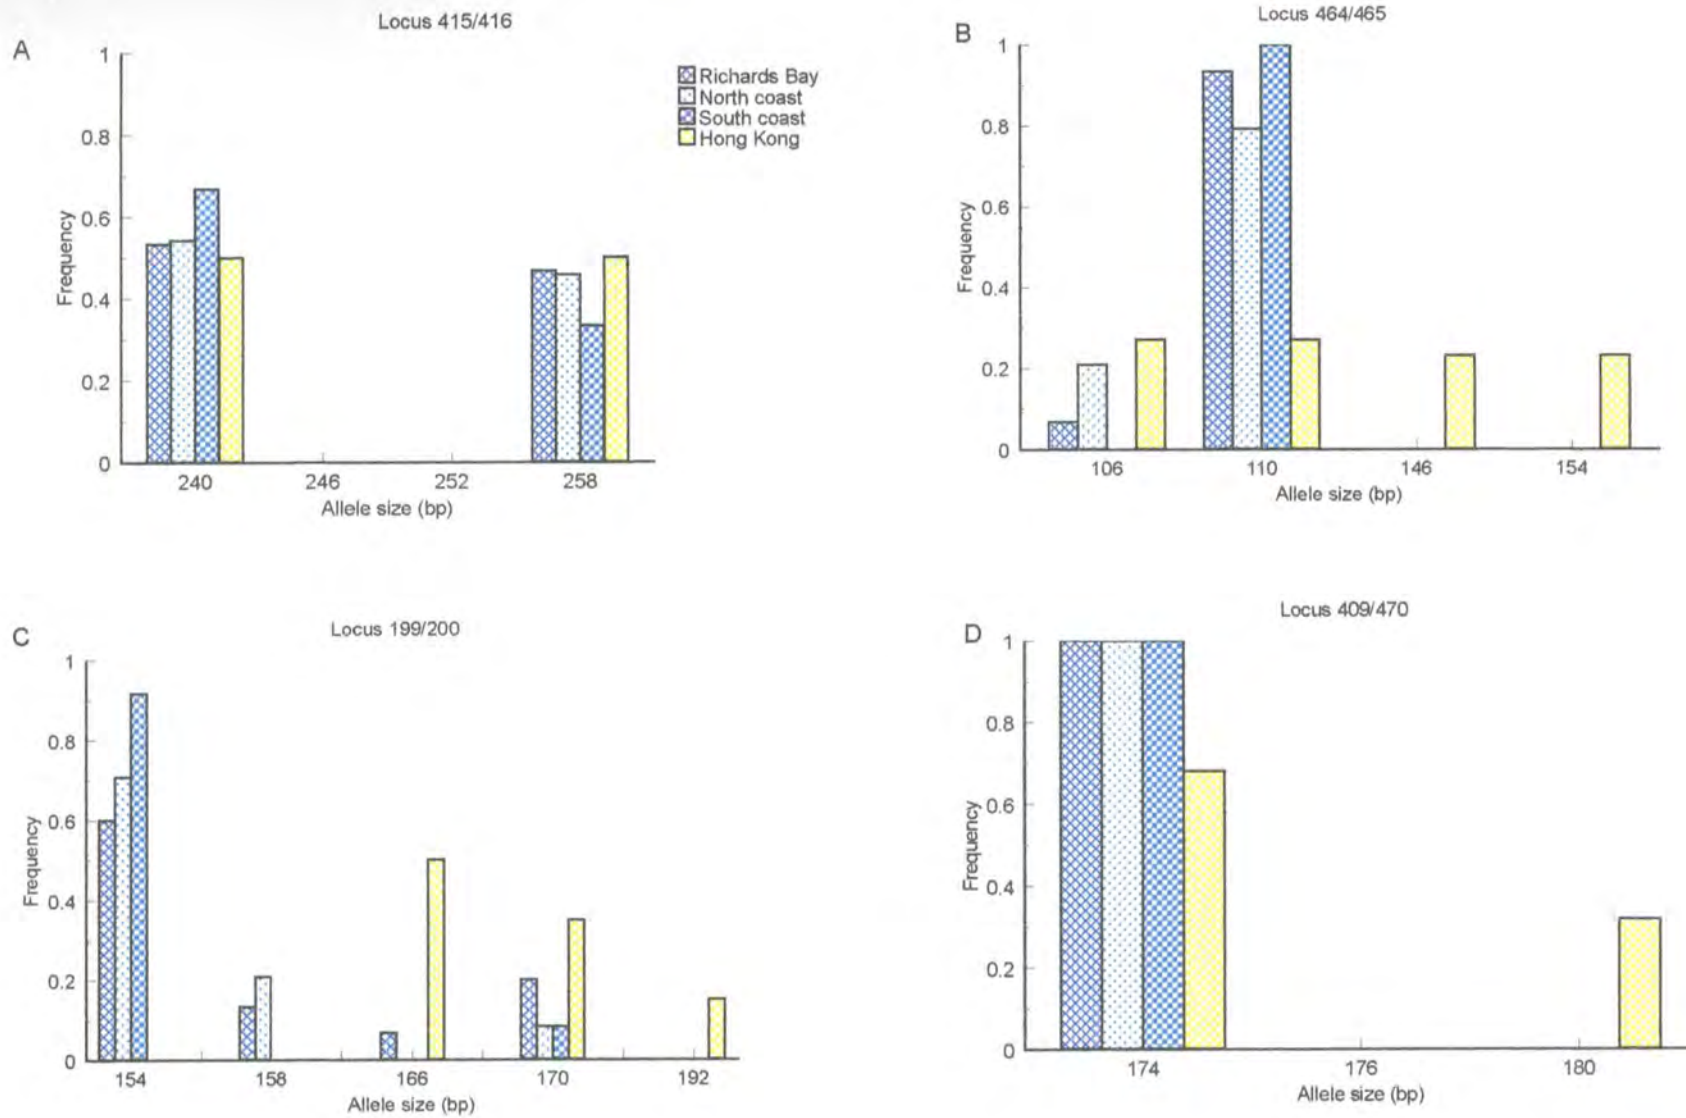 Locus 415/416
A
1
0.8
0.6
0.4
0.2
0
Frequency
240 246 252 258
Allele size (bp)
Richards Bay
North coast
South coast
Hong Kong
Locus 464/465
B
1
0.8
0.6
0.4
0.2
0
Frequency
106 110 146 154
Allele size (bp)
Locus 199/200
C
1
0.8
0.6
0.4
0.2
0
Frequency
154 158 166 170 192
Allele size (bp)
Locus 409/470
D
1
0.8
0.6
0.4
0.2
0
Frequency
174 176 180
Allele size (bp)